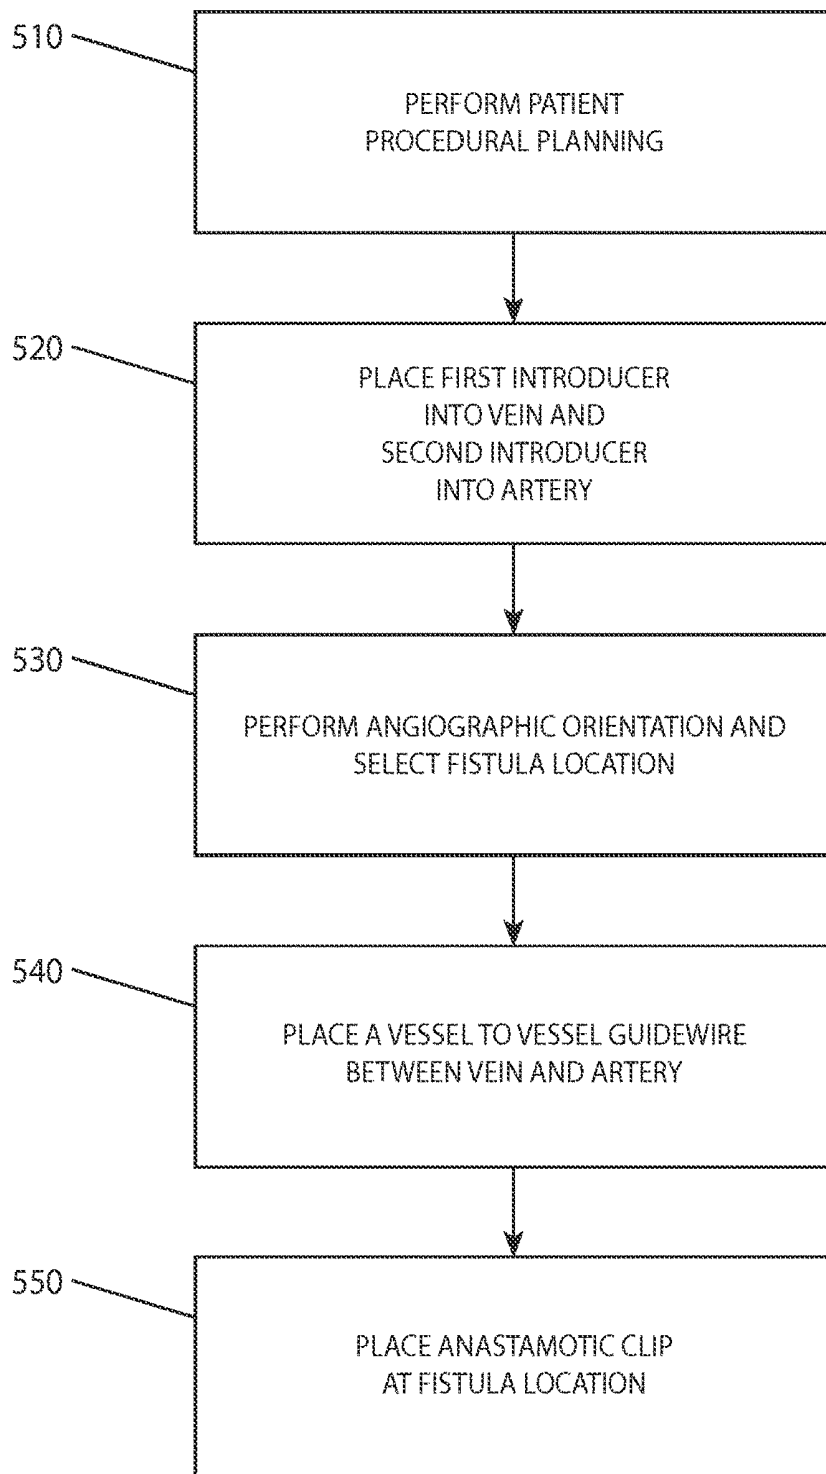 510
PERFORM PATIENT
PROCEDURAL PLANNING
520
PLACE FIRST INTRODUCER
INTO VEIN AND
SECOND INTRODUCER
INTO ARTERY
530
PERFORM ANGIOGRAPHIC ORIENTATION AND
SELECT FISTULA LOCATION
540
PLACE A VESSEL TO VESSEL GUIDEWIRE
BETWEEN VEIN AND ARTERY
550
PLACE ANASTAMOTIC CLIP
AT FISTULA LOCATION